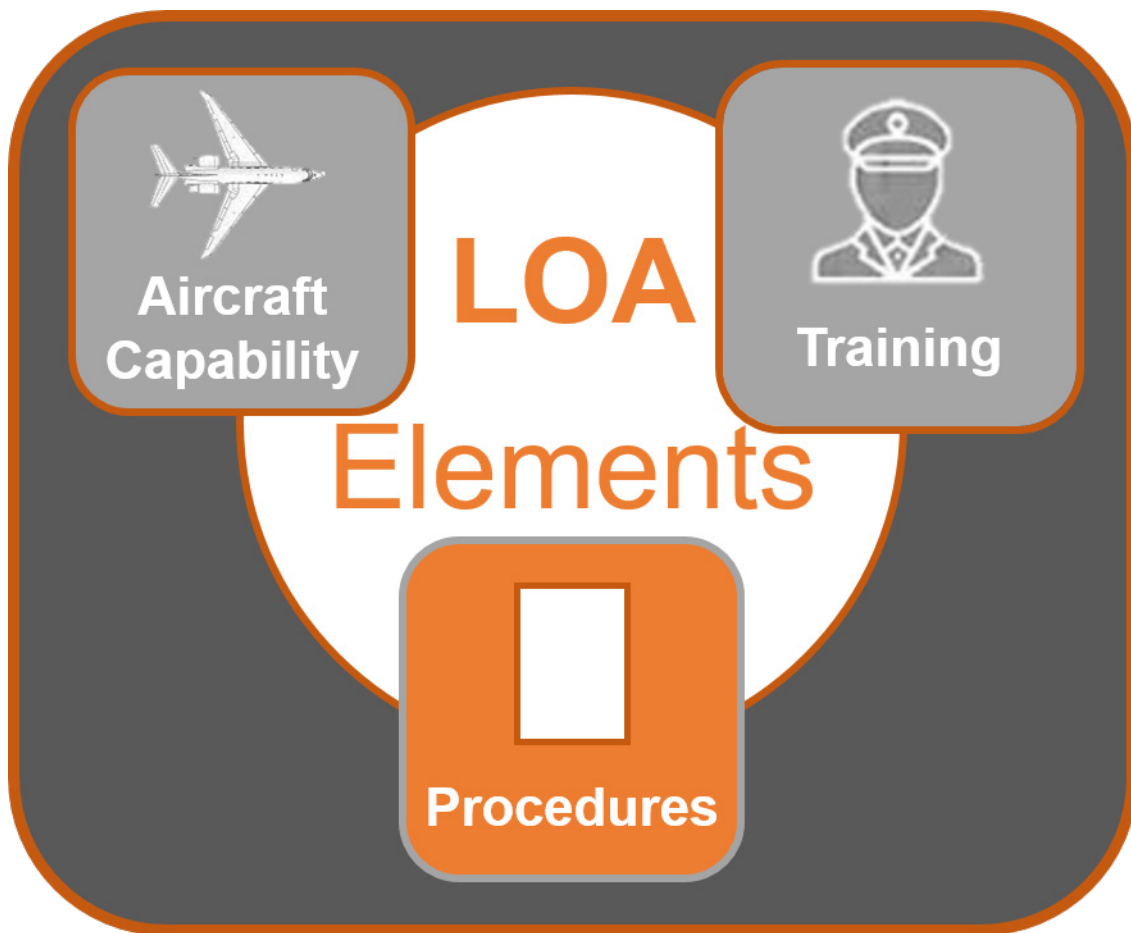 Aircraft
Capability
LOA
Elements
Training
Procedures